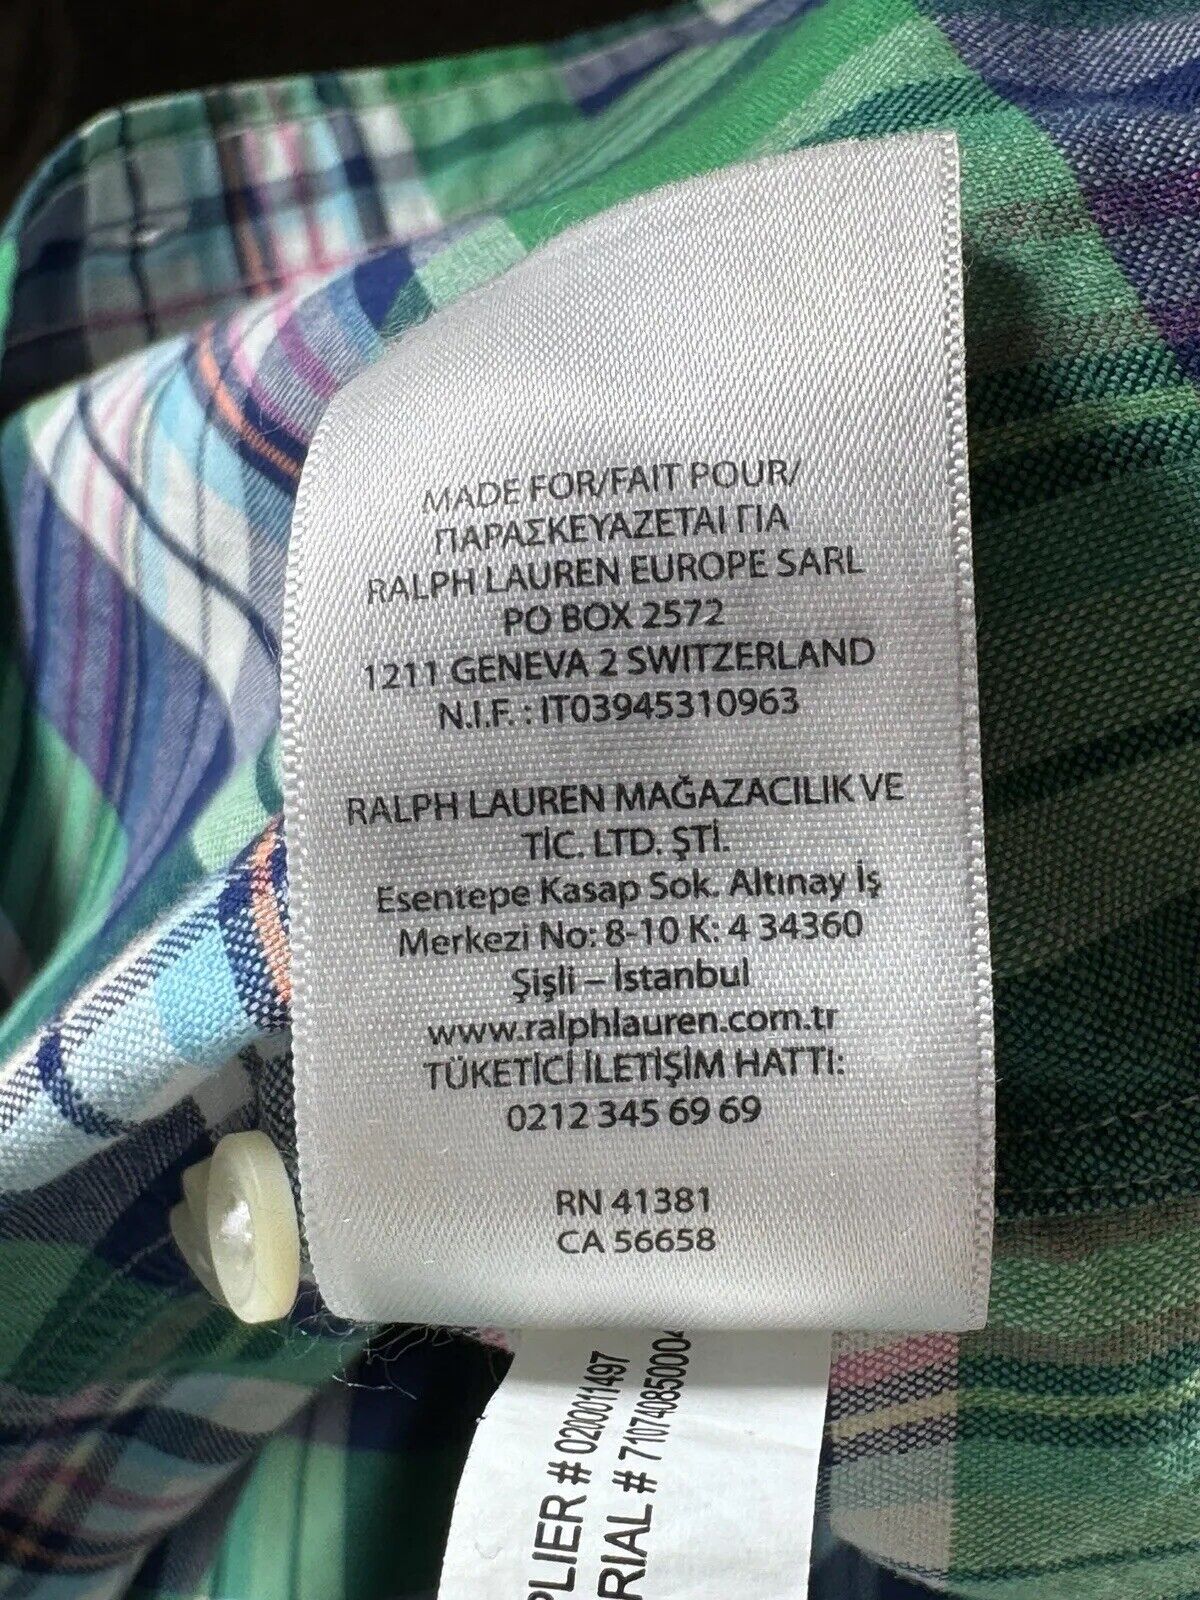 MADE FOR/FAIT POUR/
ΠΑΡΑΣΚΕΥΑΖΕΤΑΙ ΓΙΑ
RALPH LAUREN EUROPE SARL
PO BOX 2572
1211 GENEVA 2 SWITZERLAND
N.I.F. : IT03945310963
RALPH LAUREN MAĞAZACILIK VE
TİC. LTD. ŞTİ.
Esentepe Kasap Sok. Altınay İş
Merkezi No: 8-10 K: 4 34360
Şişli – İstanbul
www.ralphlauren.com.tr
TÜKETİCİ İLETİŞİM HATTI:
0212 345 69 69
RN 41381
CA 56658
PLIER # 020011497
RIAL # 710740850004